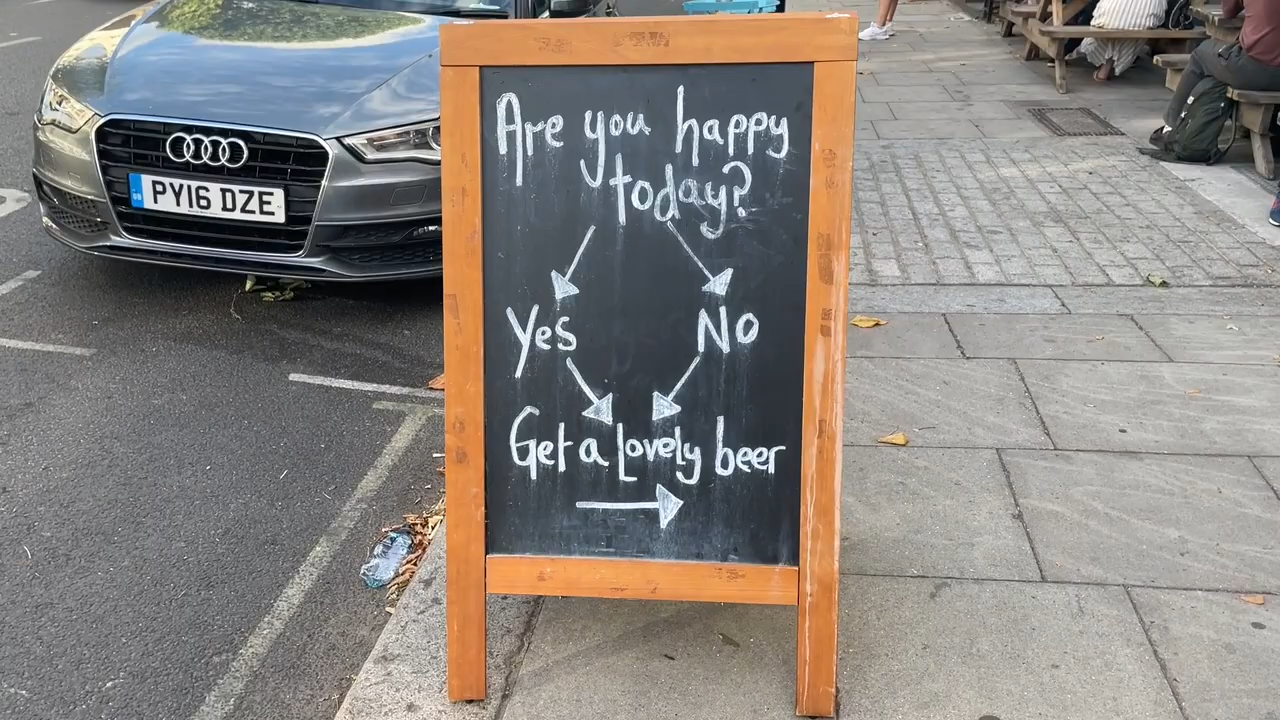 Are you happy
today?
Yes No
Get a lovely beer
PY16 DZE